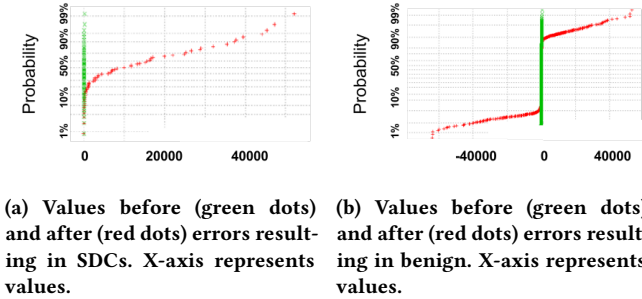 Probability
99%
90%
50%
10%
1%
0 20000 40000
Probability
99%
90%
50%
10%
1%
-40000 0 40000
(a) Values before (green dots)
and after (red dots) errors result-
ing in SDCs. X-axis represents
values.
(b) Values before (green dots)
and after (red dots) errors result-
ing in benign. X-axis represents
values.